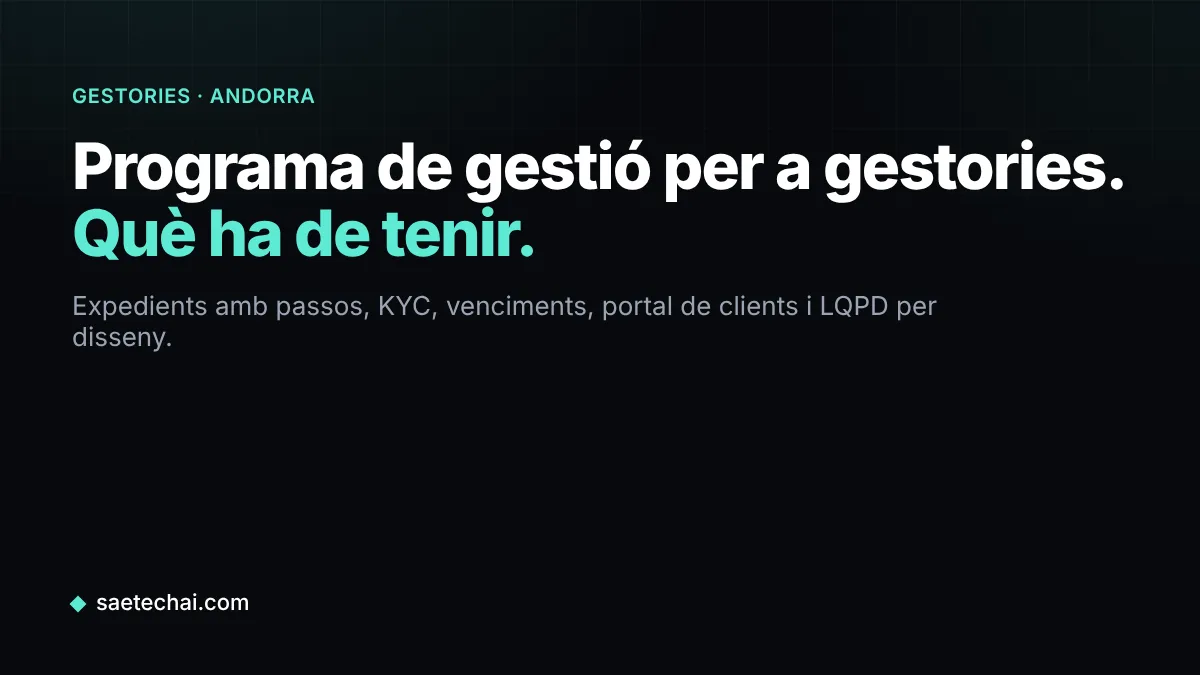 GESTORIES · ANDORRA
Programa de gestió per a gestories.
Què ha de tenir.
Expedients amb passos, KYC, venciments, portal de clients i LQPD per
disseny.
saetechai.com